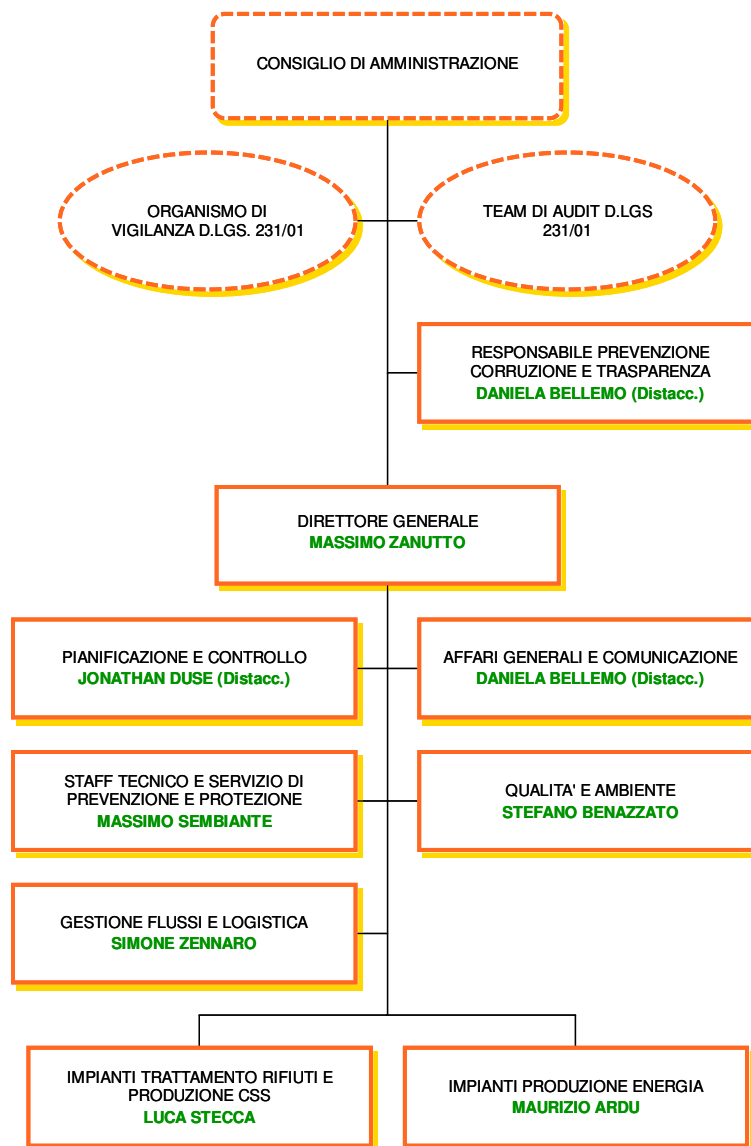 CONSIGLIO DI AMMINISTRAZIONE
ORGANISMO DI
VIGILANZA D.LGS. 231/01
TEAM DI AUDIT D.LGS
231/01
RESPONSABILE PREVENZIONE
CORRUZIONE E TRASPARENZA
DANIELA BELLEMO (Distacc.)
DIRETTORE GENERALE
MASSIMO ZANUTTO
PIANIFICAZIONE E CONTROLLO
JONATHAN DUSE (Distacc.)
AFFARI GENERALI E COMUNICAZIONE
DANIELA BELLEMO (Distacc.)
STAFF TECNICO E SERVIZIO DI
PREVENZIONE E PROTEZIONE
MASSIMO SEMBIANTE
QUALITA' E AMBIENTE
STEFANO BENAZZATO
GESTIONE FLUSSI E LOGISTICA
SIMONE ZENNARO
IMPIANTI TRATTAMENTO RIFIUTI E
PRODUZIONE CSS
LUCA STECCA
IMPIANTI PRODUZIONE ENERGIA
MAURIZIO ARDU